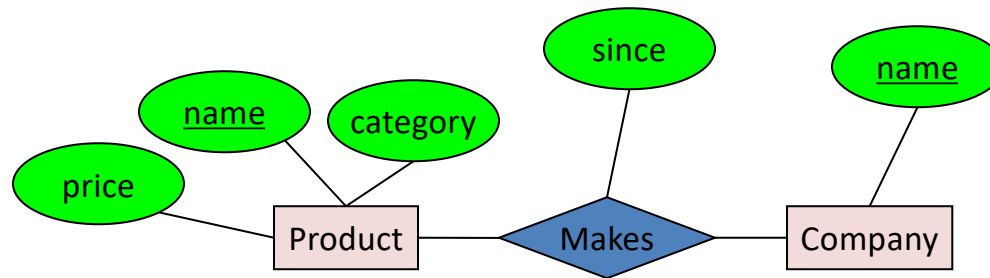 since
name
name
category
price
Product
Makes
Company